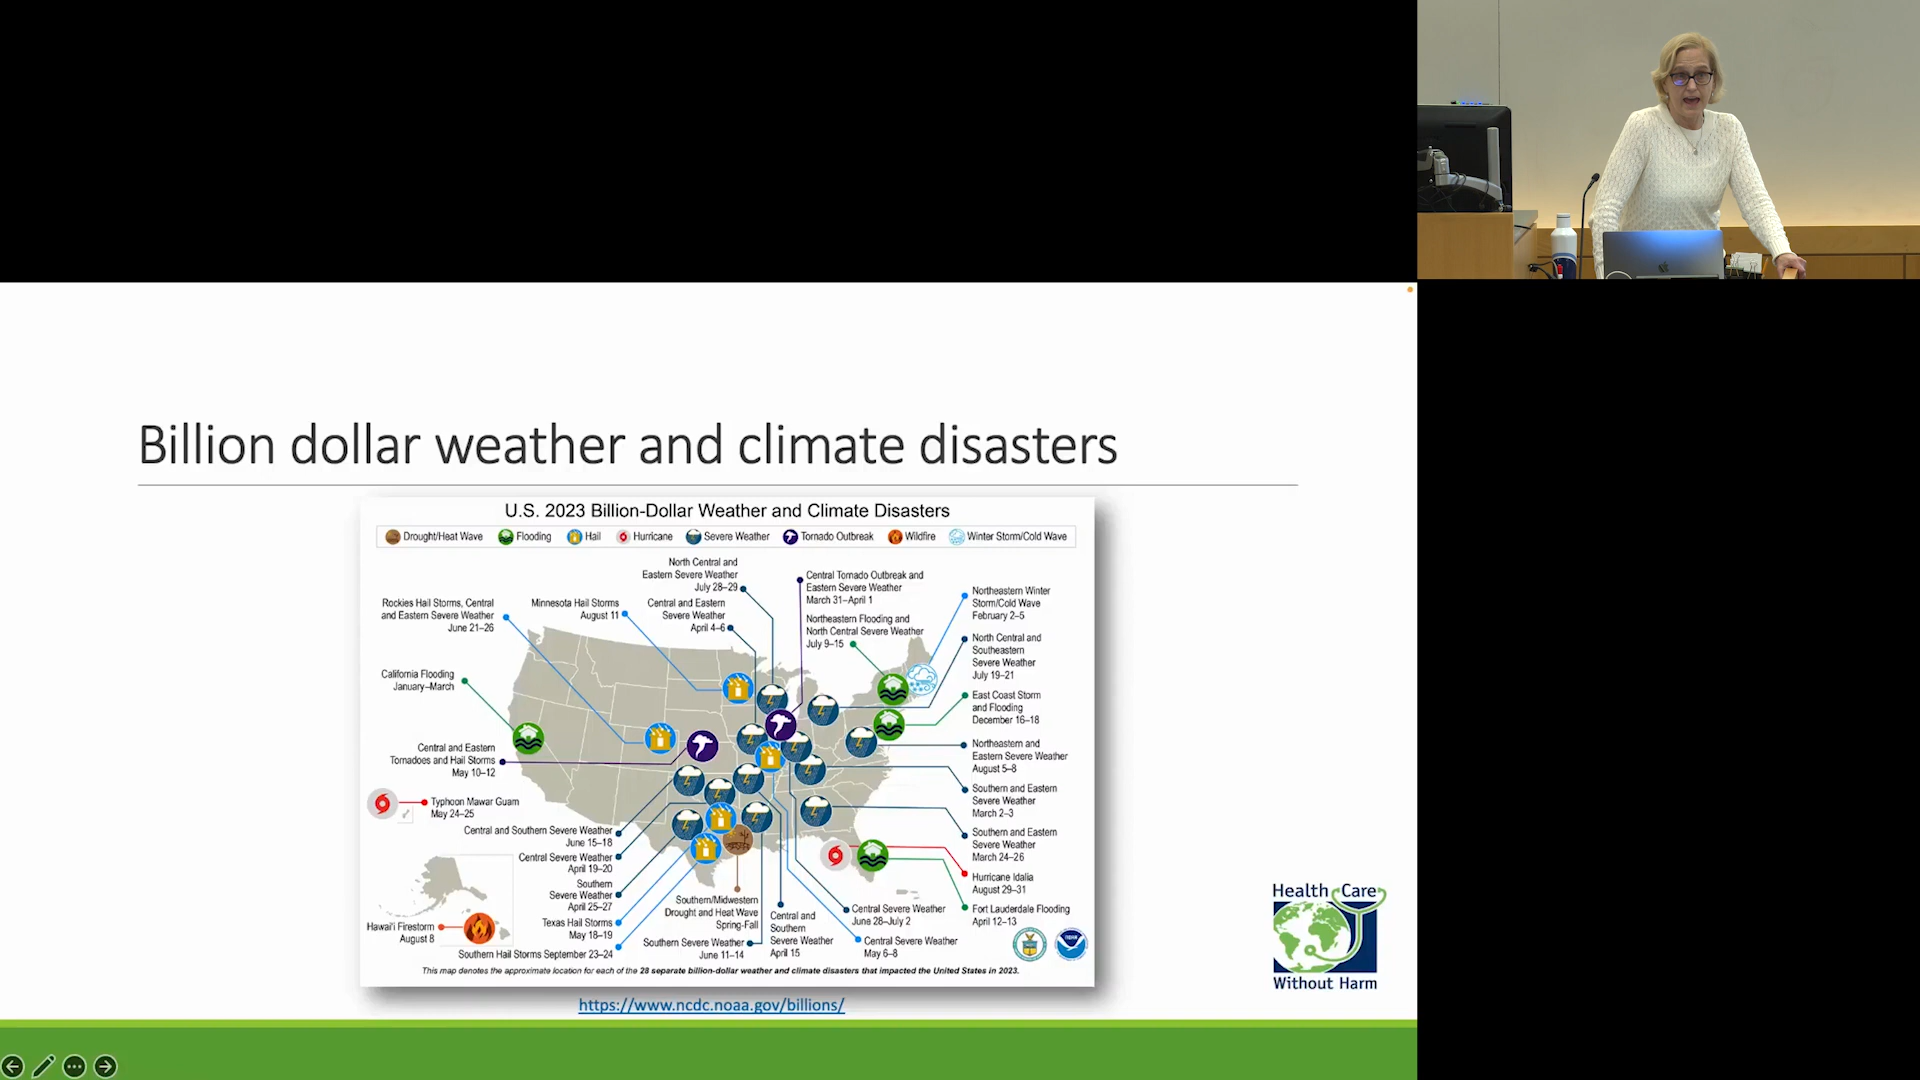 Billion dollar weather and climate disasters
U.S. 2023 Billion-Dollar Weather and Climate Disasters
Drought/Heat Wave Flooding Hail Hurricane Severe Weather Tornado Outbreak Wildfire Winter Storm/Cold Wave
North Central and
Eastern Severe Weather
July 28–29
Central Tornado Outbreak and
Eastern Severe Weather
March 31–April 1
Northeastern Winter
Storm/Cold Wave
February 2–5
Rockies Hail Storms, Central
and Eastern Severe Weather
June 21–26
Minnesota Hail Storms
August 11
Central and Eastern
Severe Weather
April 4–6
Northeastern Flooding and
North Central Severe Weather
July 9–15
North Central and
Southeastern
Severe Weather
July 19–21
California Flooding
January–March
East Coast Storm
and Flooding
December 16–18
Central and Eastern
Tornadoes and Hail Storms
May 10–12
Northeastern and
Eastern Severe Weather
August 5–8
Typhoon Mawar Guam
May 24–25
Southern and Eastern
Severe Weather
March 2–3
Central and Southern Severe Weather
June 15–18
Southern and Eastern
Severe Weather
March 24–26
Central Severe Weather
April 19–20
Hurricane Idalia
August 29–31
Southern
Severe Weather
April 25–27
Southern/Midwestern
Drought and Heat Wave
Spring-Fall
Central and
Southern
Severe Weather
April 15
Central Severe Weather
June 28–July 2
Fort Lauderdale Flooding
April 12–13
Hawai'i Firestorm
August 8
Texas Hail Storms
May 18–19
Southern Severe Weather
June 11–14
Central Severe Weather
May 6–8
Southern Hail Storms September 23–24
This map denotes the approximate location for each of the 28 separate billion-dollar weather and climate disasters that impacted the United States in 2023.
https://www.ncdc.noaa.gov/billions/
Health Care
Without Harm